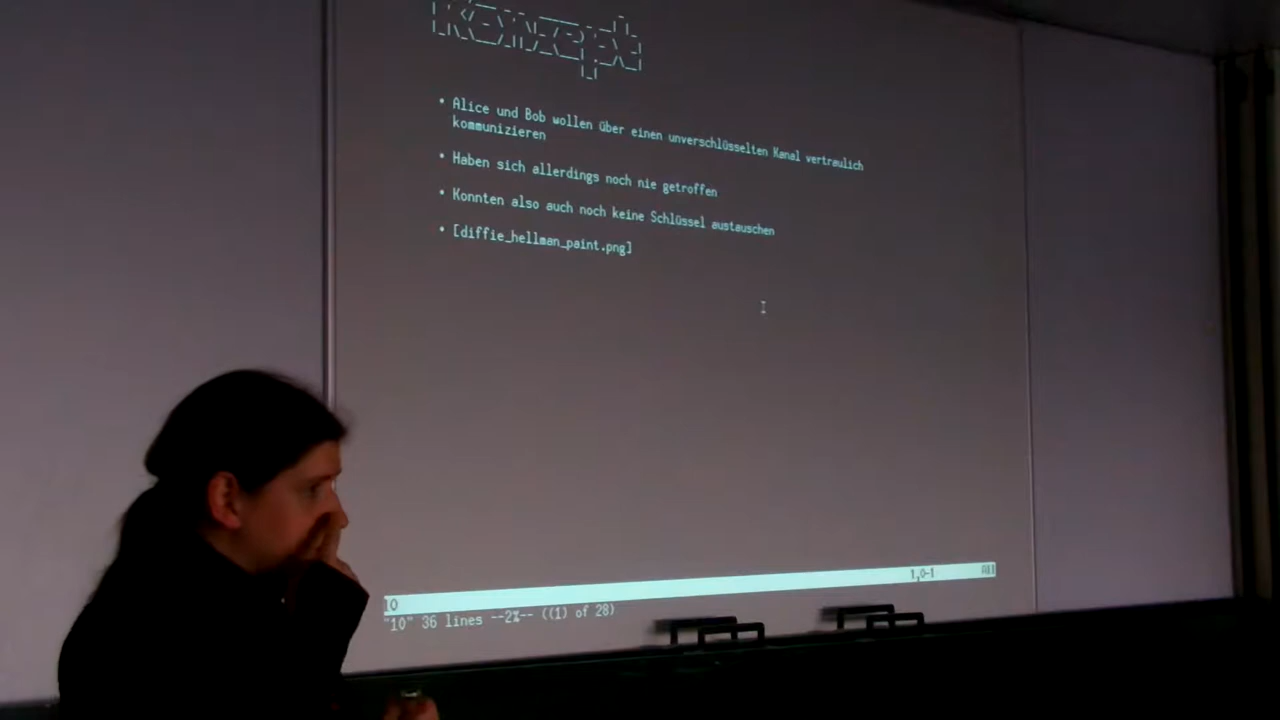 Konzept
• Alice und Bob wollen über einen unverschlüsselten Kanal vertraulich
kommunizieren
• Haben sich allerdings noch nie getroffen
• Konnten also auch noch keine Schlüssel austauschen
• [diffie_hellman_paint.png]
10 1,0-1 All
"10" 36 lines --2%-- ((1) of 28)